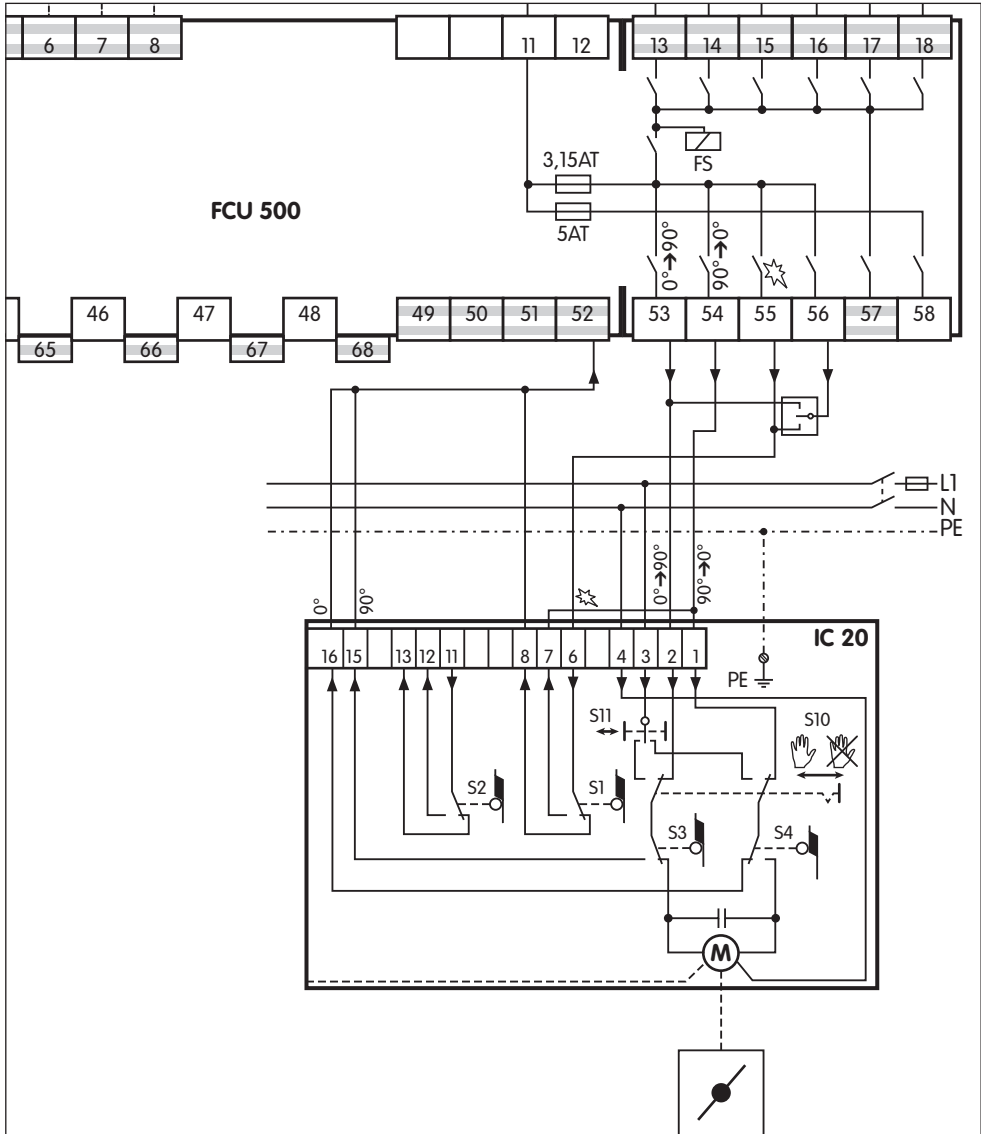 6 7 8 11 12 13 14 15 16 17 18
FS
3,15AT
5AT
FCU 500
0°➔90°
90°➔0°
46 47 48 49 50 51 52 53 54 55 56 57 58
65 66 67 68
L1
N
PE
0°
90°
0°➔90°
90°➔0°
IC 20
16 15 13 12 11 8 7 6 4 3 2 1
PE
S11
S10
S2
S1
S3
S4
M